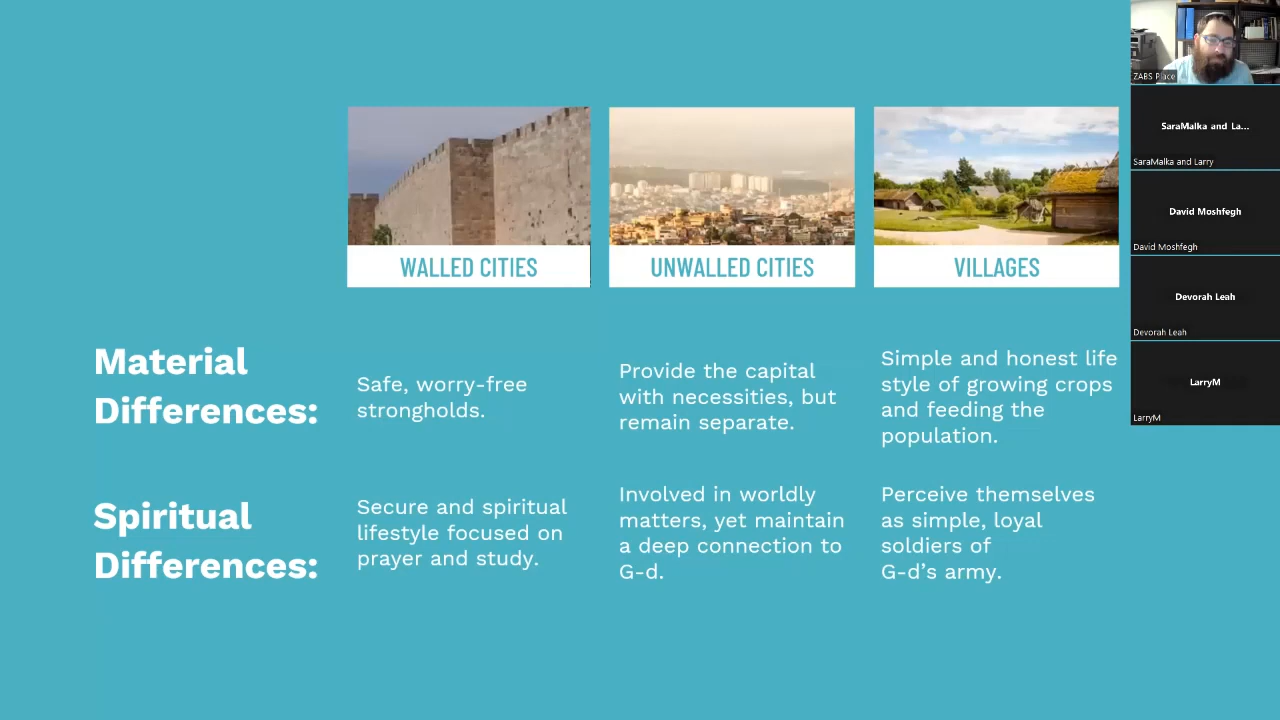 WALLED CITIES
UNWALLED CITIES
VILLAGES
Material
Differences:
Safe, worry-free
strongholds.
Provide the capital
with necessities, but
remain separate.
Simple and honest life
style of growing crops
and feeding the
population.
Spiritual
Differences:
Secure and spiritual
lifestyle focused on
prayer and study.
Involved in worldly
matters, yet maintain
a deep connection to
G-d.
Perceive themselves
as simple, loyal
soldiers of
G-d’s army.
ZABS Place
SaraMalka and La...
SaraMalka and Larry
David Moshfegh
David Moshfegh
Devorah Leah
Devorah Leah
LarryM
LarryM